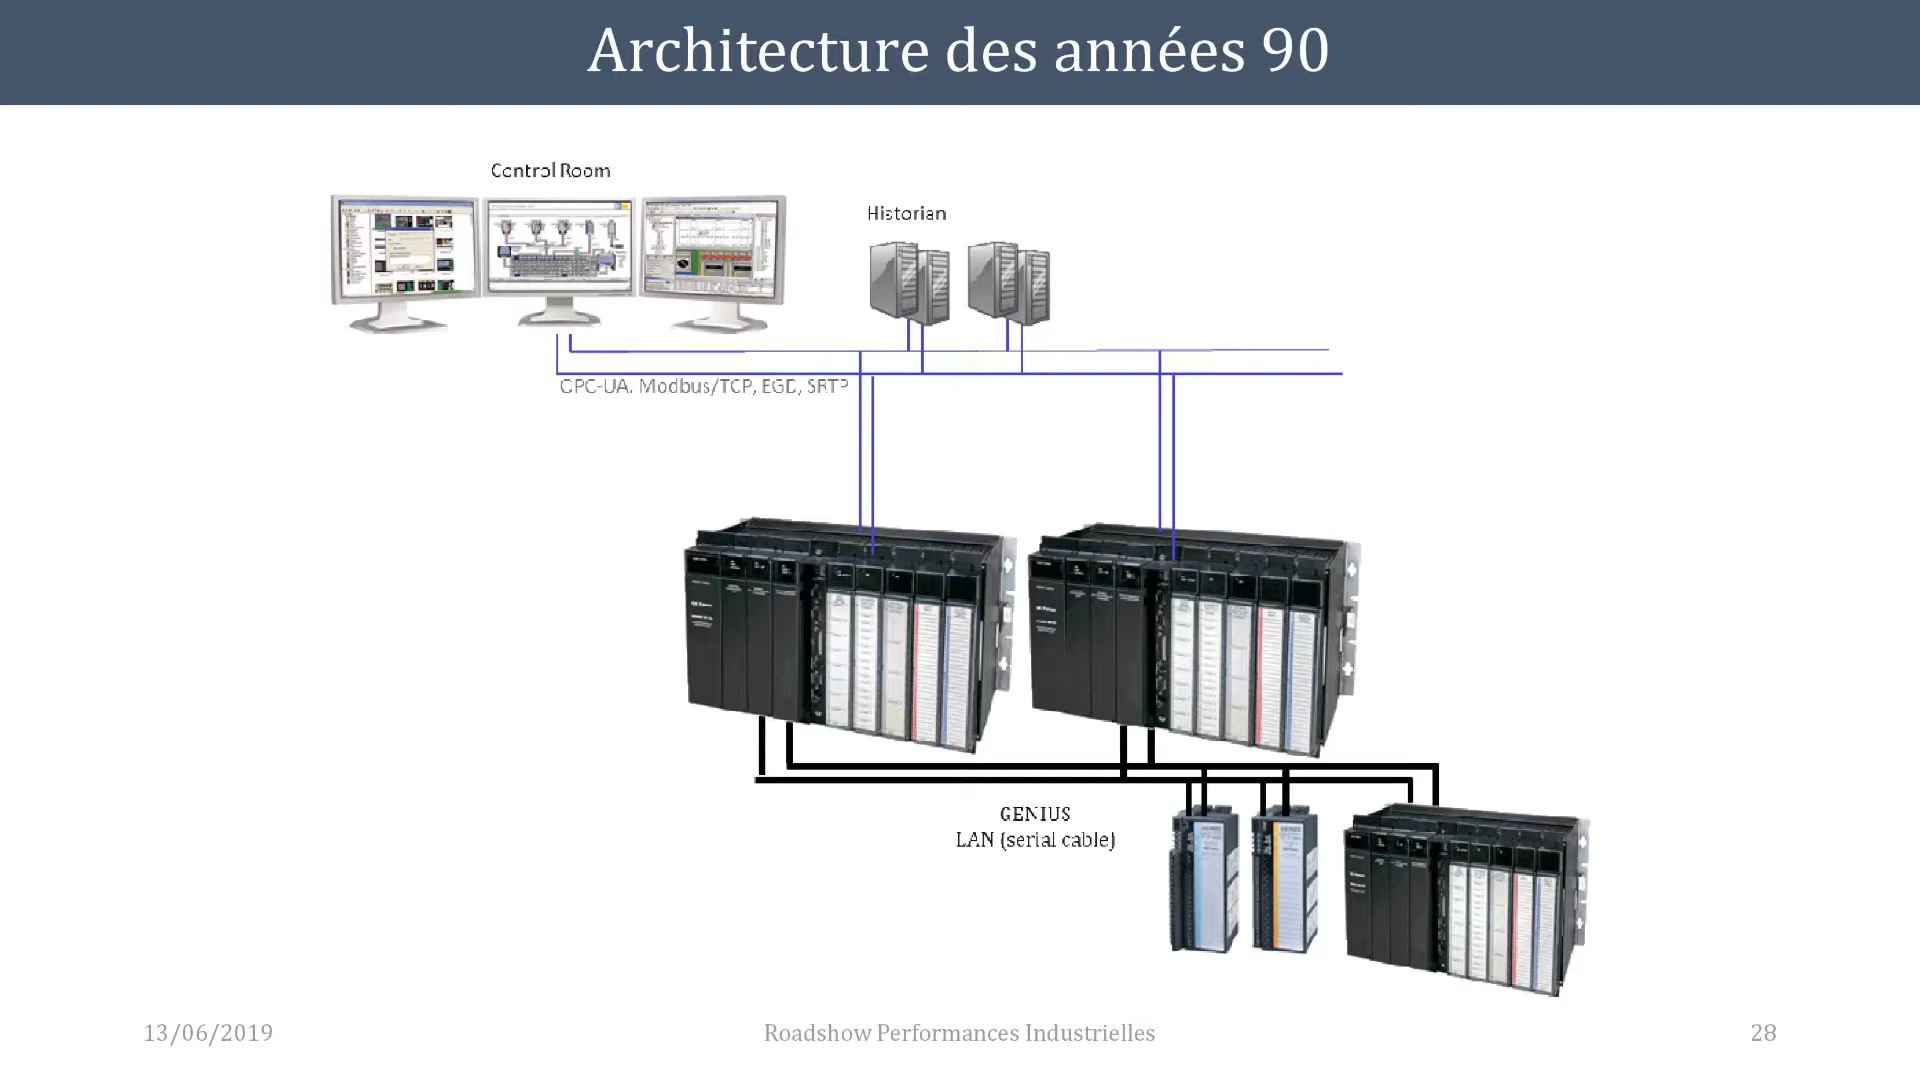 Architecture des années 90
Control Room
Historian
OPC-UA. Modbus/TCP, EGD, SRTP
GENIUS
LAN (serial cable)
13/06/2019
Roadshow Performances Industrielles
28